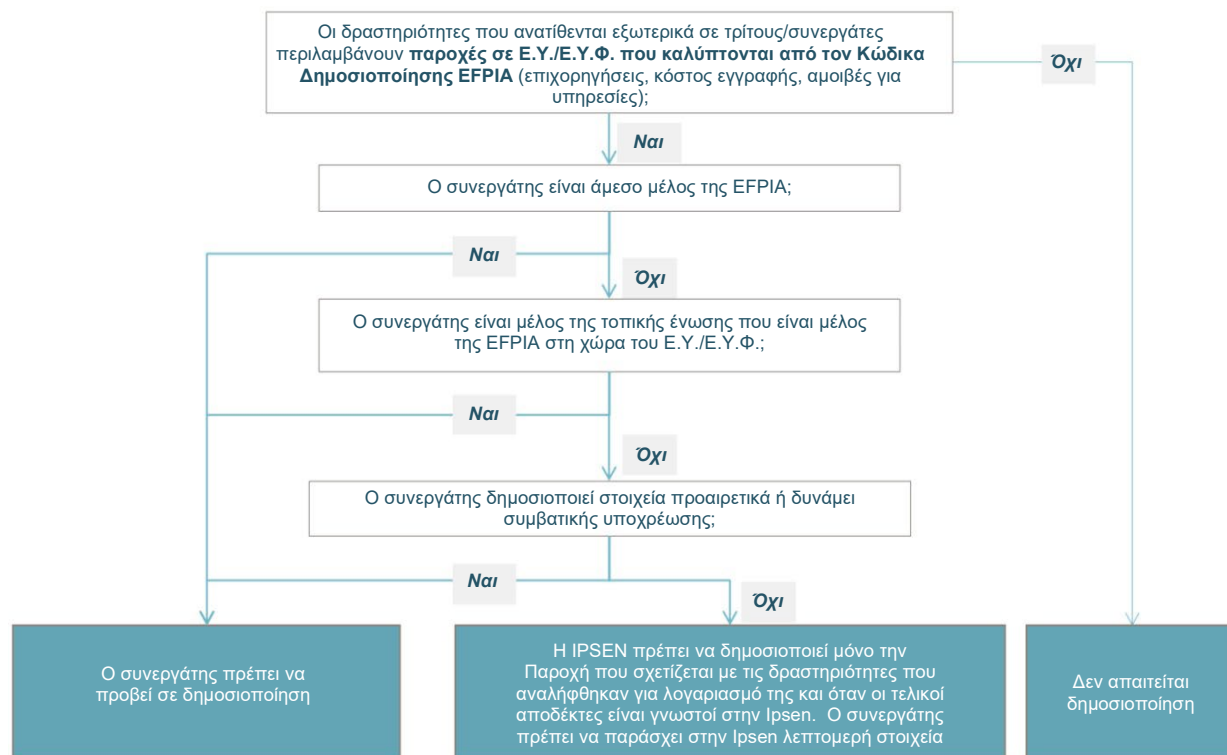 Οι δραστηριότητες που ανατίθενται εξωτερικά σε τρίτους/συνεργάτες
περιλαμβάνουν παροχές σε Ε.Υ./Ε.Υ.Φ. που καλύπτονται από τον Κώδικα
Δημοσιοποίησης EFPIA (επιχορηγήσεις, κόστος εγγραφής, αμοιβές για
υπηρεσίες);
Όχι
Ναι
Ο συνεργάτης είναι άμεσο μέλος της EFPIA;
Ναι
Όχι
Ο συνεργάτης είναι μέλος της τοπικής ένωσης που είναι μέλος
της EFPIA στη χώρα του Ε.Υ./Ε.Υ.Φ.;
Ναι
Όχι
Ο συνεργάτης δημοσιοποιεί στοιχεία προαιρετικά ή δυνάμει
συμβατικής υποχρέωσης;
Ναι
Όχι
Ο συνεργάτης πρέπει να
προβεί σε δημοσιοποίηση
Η IPSEN πρέπει να δημοσιοποιεί μόνο την
Παροχή που σχετίζεται με τις δραστηριότητες που
αναλήφθηκαν για λογαριασμό της και όταν οι τελικοί
αποδέκτες είναι γνωστοί στην Ipsen. Ο συνεργάτης
πρέπει να παράσχει στην Ipsen λεπτομερή στοιχεία
Δεν απαιτείται
δημοσιοποίηση